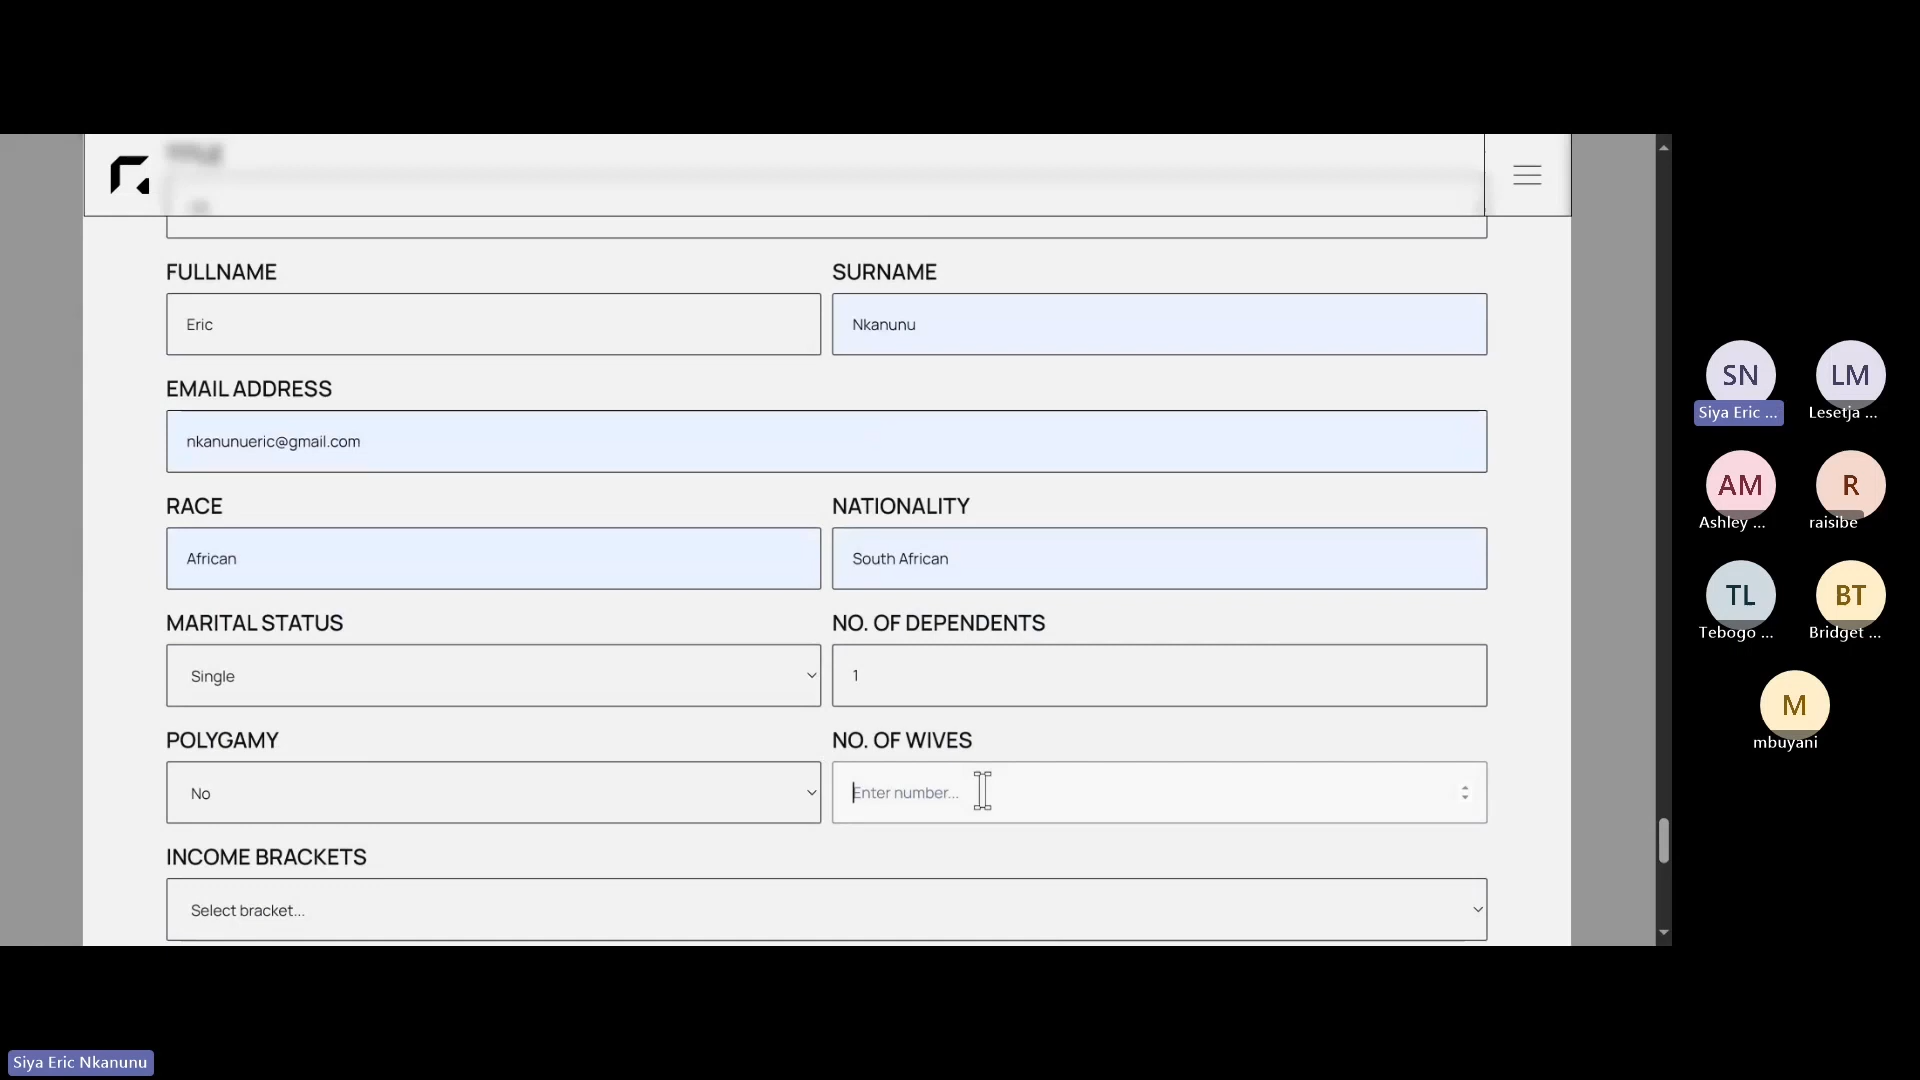 TITLE
FULLNAME
SURNAME
Eric
Nkanunu
EMAIL ADDRESS
nkanunueric@gmail.com
RACE
NATIONALITY
African
South African
MARITAL STATUS
NO. OF DEPENDENTS
Single
1
POLYGAMY
NO. OF WIVES
No
Enter number...
INCOME BRACKETS
Select bracket...
SN
LM
Siya Eric ...
Lesetja ...
AM
R
Ashley ...
raisibe
TL
BT
Tebogo ...
Bridget ...
M
mbuyani
Siya Eric Nkanunu